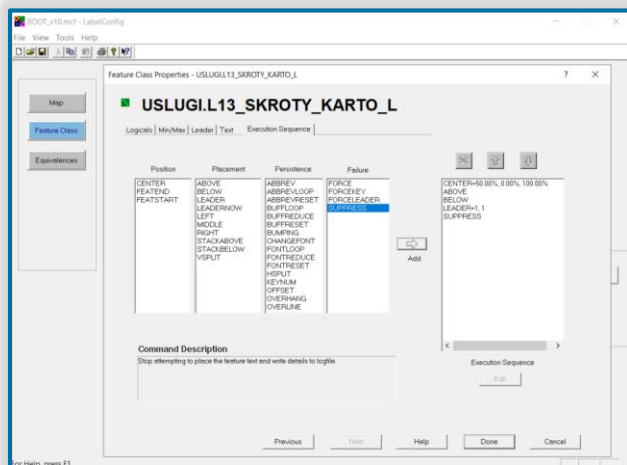 BOOT_v10.mcf - LabelConfig
File View Tools Help
Map
Feature Class
Equivalences
Feature Class Properties - USLUGI.L13_SKROTY_KARTO_L
? ×
USLUGI.L13_SKROTY_KARTO_L
Logicals Min/Max Leader Text Execution Sequence
Position Placement Persistence Failure
CENTER
FEATEND
FEATSTART
ABOVE
BELOW
LEADER
LEADERNOW
LEFT
MIDDLE
RIGHT
STACKABOVE
STACKBELOW
VSPLIT
ABBREV
ABBREVLOOP
ABBREVRESET
BUFFLOOP
BUFFREDUCE
BUFFRESET
BUMPING
CHANGEFONT
FONTLOOP
FONTREDUCE
FONTRESET
HSPLIT
KEYNUM
OFFSET
OVERHANG
OVERLINE
FORCE
FORCEKEY
FORCELEADER
SUPPRESS
Add
CENTER=50.00%, 0.00%, 100.00%
ABOVE
BELOW
LEADER=1, 1
SUPPRESS
Execution Sequence
Edit
Command Description
Stop attempting to place the feature text and write details to logfile.
Previous Next Help Done Cancel
For Help, press F1